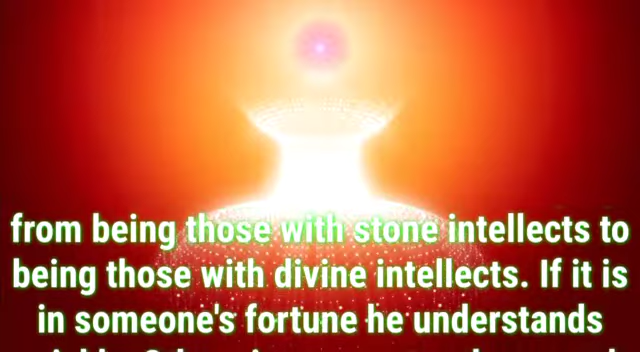 from being those with stone intellects to
being those with divine intellects. If it is
in someone's fortune he understands